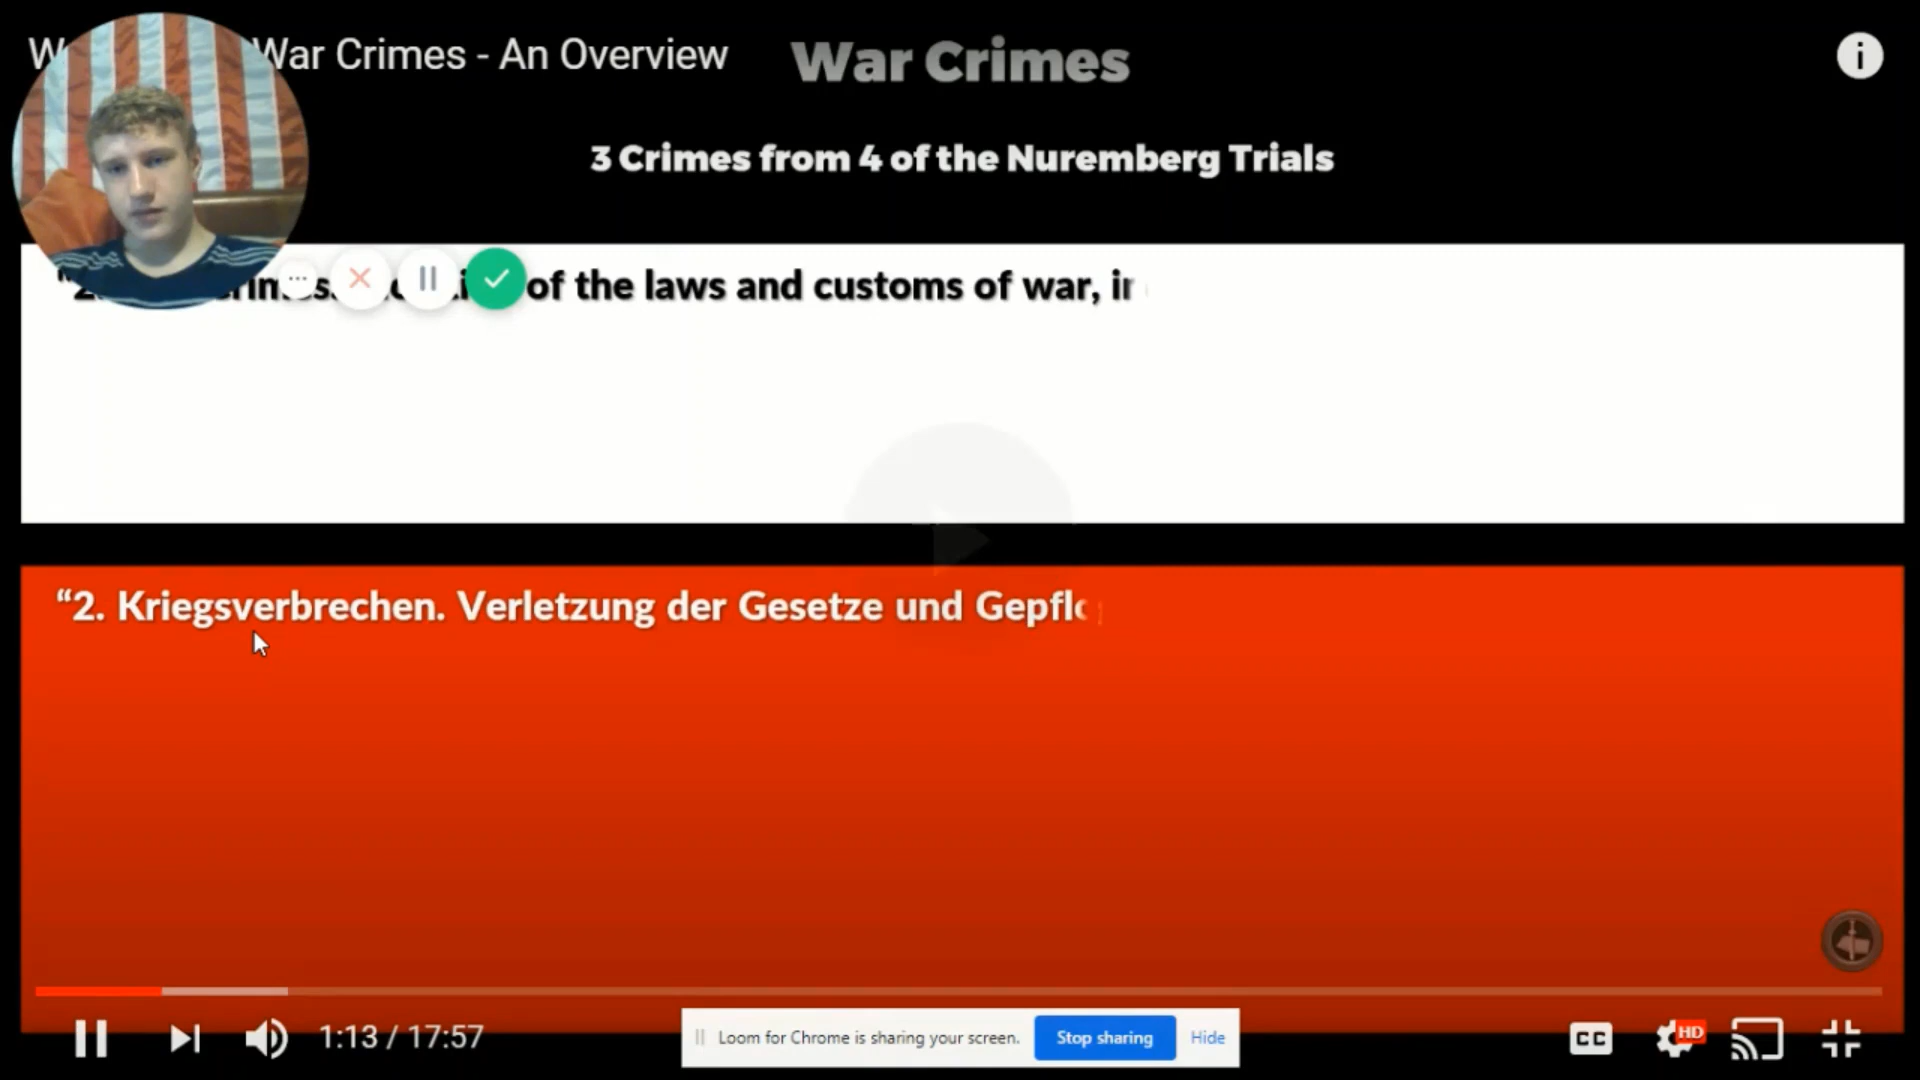 War Crimes - An Overview
War Crimes
3 Crimes from 4 of the Nuremberg Trials
of the laws and customs of war,
“2. Kriegsverbrechen. Verletzung der Gesetze und Gepflo
1:13 / 17:57
Loom for Chrome is sharing your screen. Stop sharing Hide
CC HD